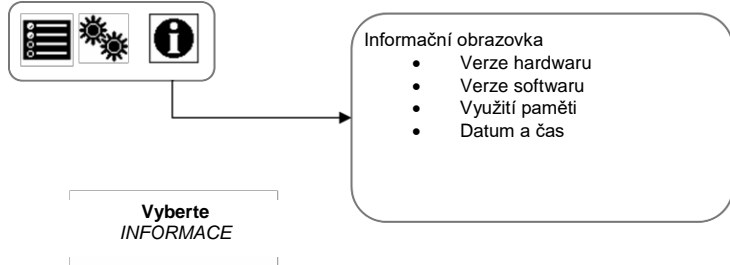 Informační obrazovka
• Verze hardwaru
• Verze softwaru
• Využití paměti
• Datum a čas
Vyberte
INFORMACE